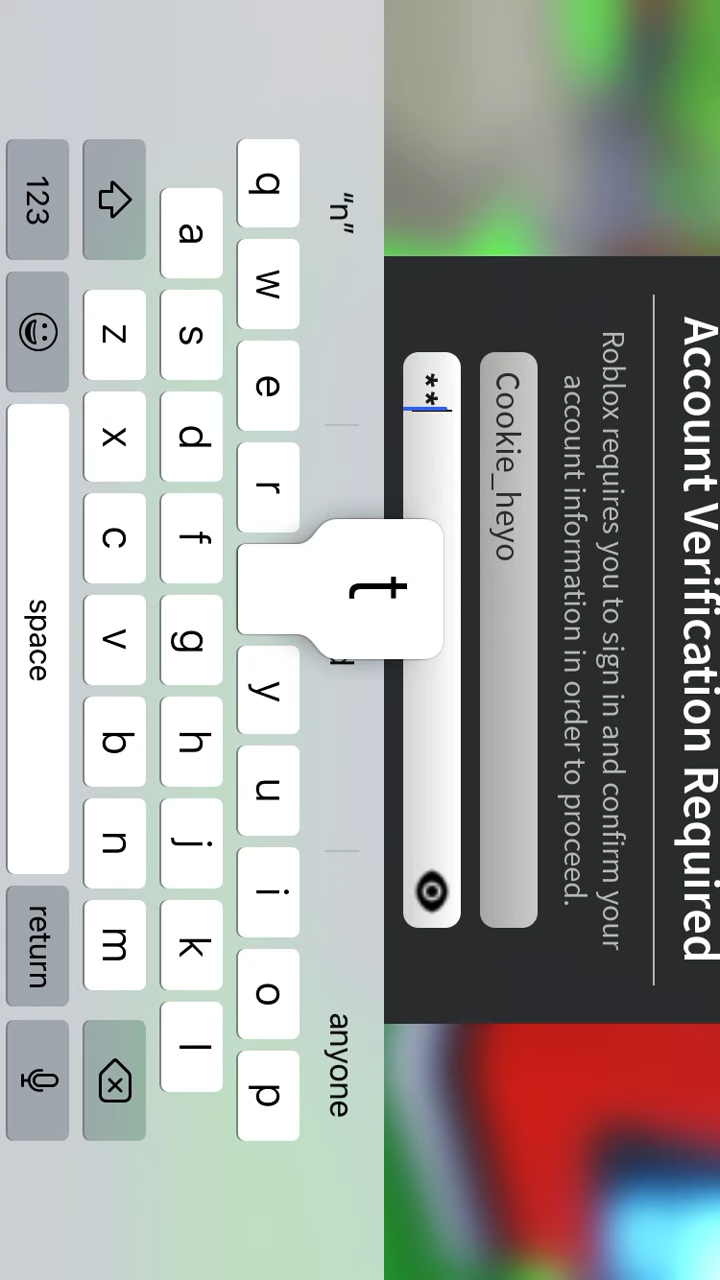 Account Verification Required
Roblox requires you to sign in and confirm your
account information in order to proceed.
Cookie_heyo
**
“n”
anyone
q w e r t y u i o p
a s d f g h j k l
z x c v b n m
123
space
return